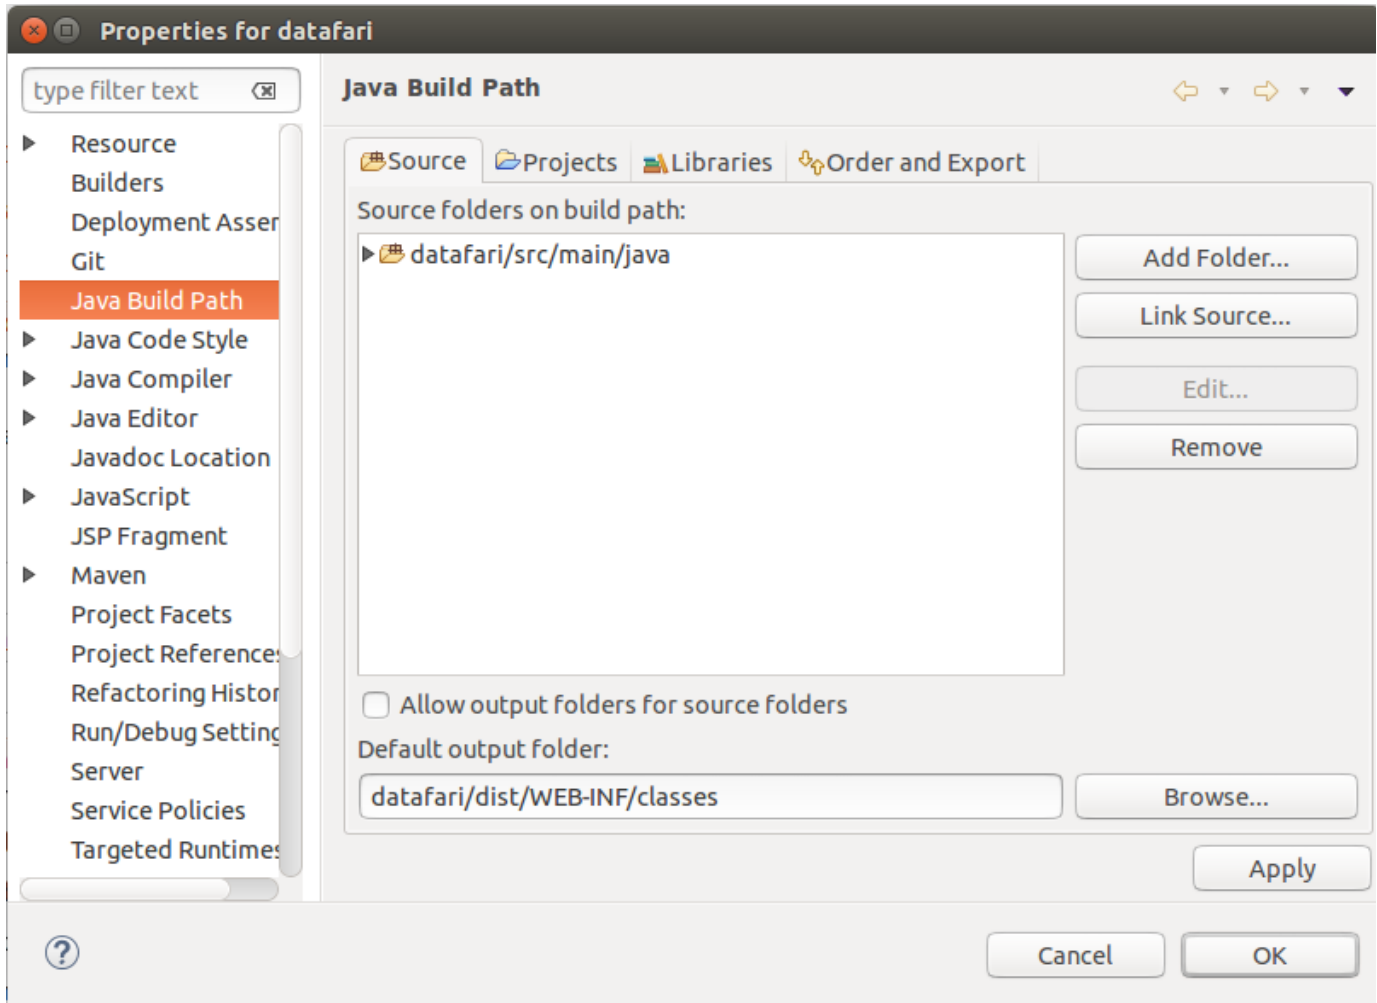 Properties for datafari
type filter text
Resource
Builders
Deployment Asser
Git
Java Build Path
Java Code Style
Java Compiler
Java Editor
Javadoc Location
JavaScript
JSP Fragment
Maven
Project Facets
Project References
Refactoring Histor
Run/Debug Setting
Server
Service Policies
Targeted Runtimes
Java Build Path
Source Projects Libraries Order and Export
Source folders on build path:
datafari/src/main/java
Add Folder...
Link Source...
Edit...
Remove
Allow output folders for source folders
Default output folder:
datafari/dist/WEB-INF/classes
Browse...
Apply
Cancel
OK